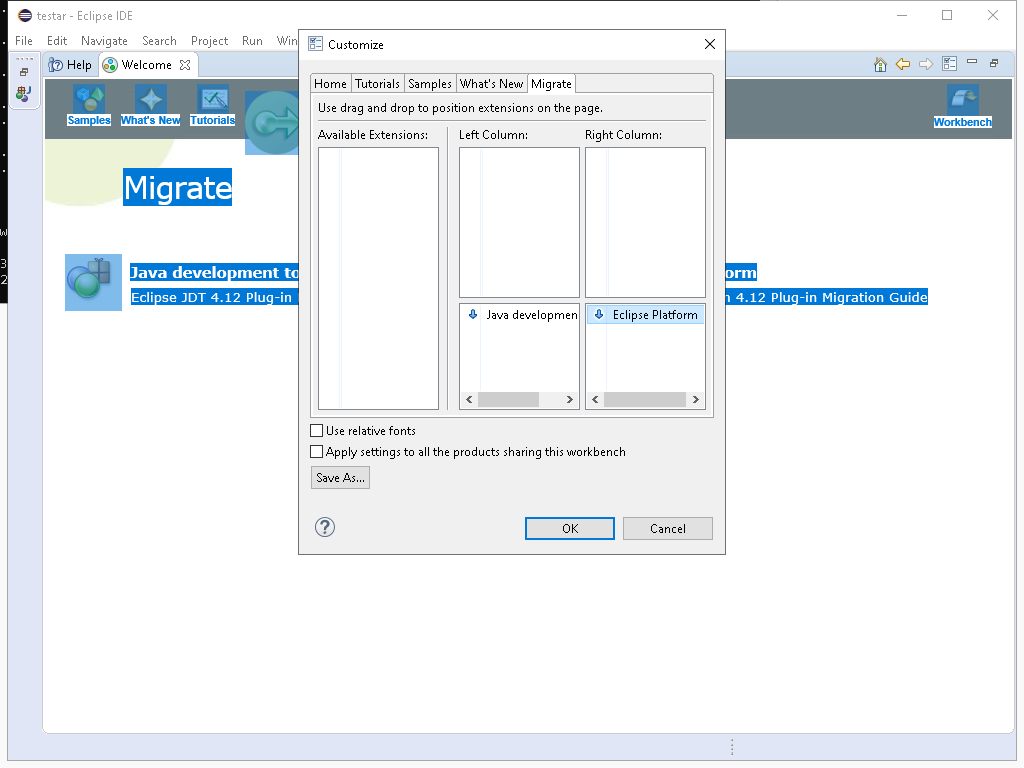 testar - Eclipse IDE
File Edit Navigate Search Project Run Win
Help Welcome
Samples What's New Tutorials
Workbench
Migrate
Java development to
Eclipse JDT 4.12 Plug-in
orm
4.12 Plug-in Migration Guide
Customize
Home Tutorials Samples What's New Migrate
Use drag and drop to position extensions on the page.
Available Extensions: Left Column: Right Column:
Java developmen Eclipse Platform
Use relative fonts
Apply settings to all the products sharing this workbench
Save As...
OK Cancel